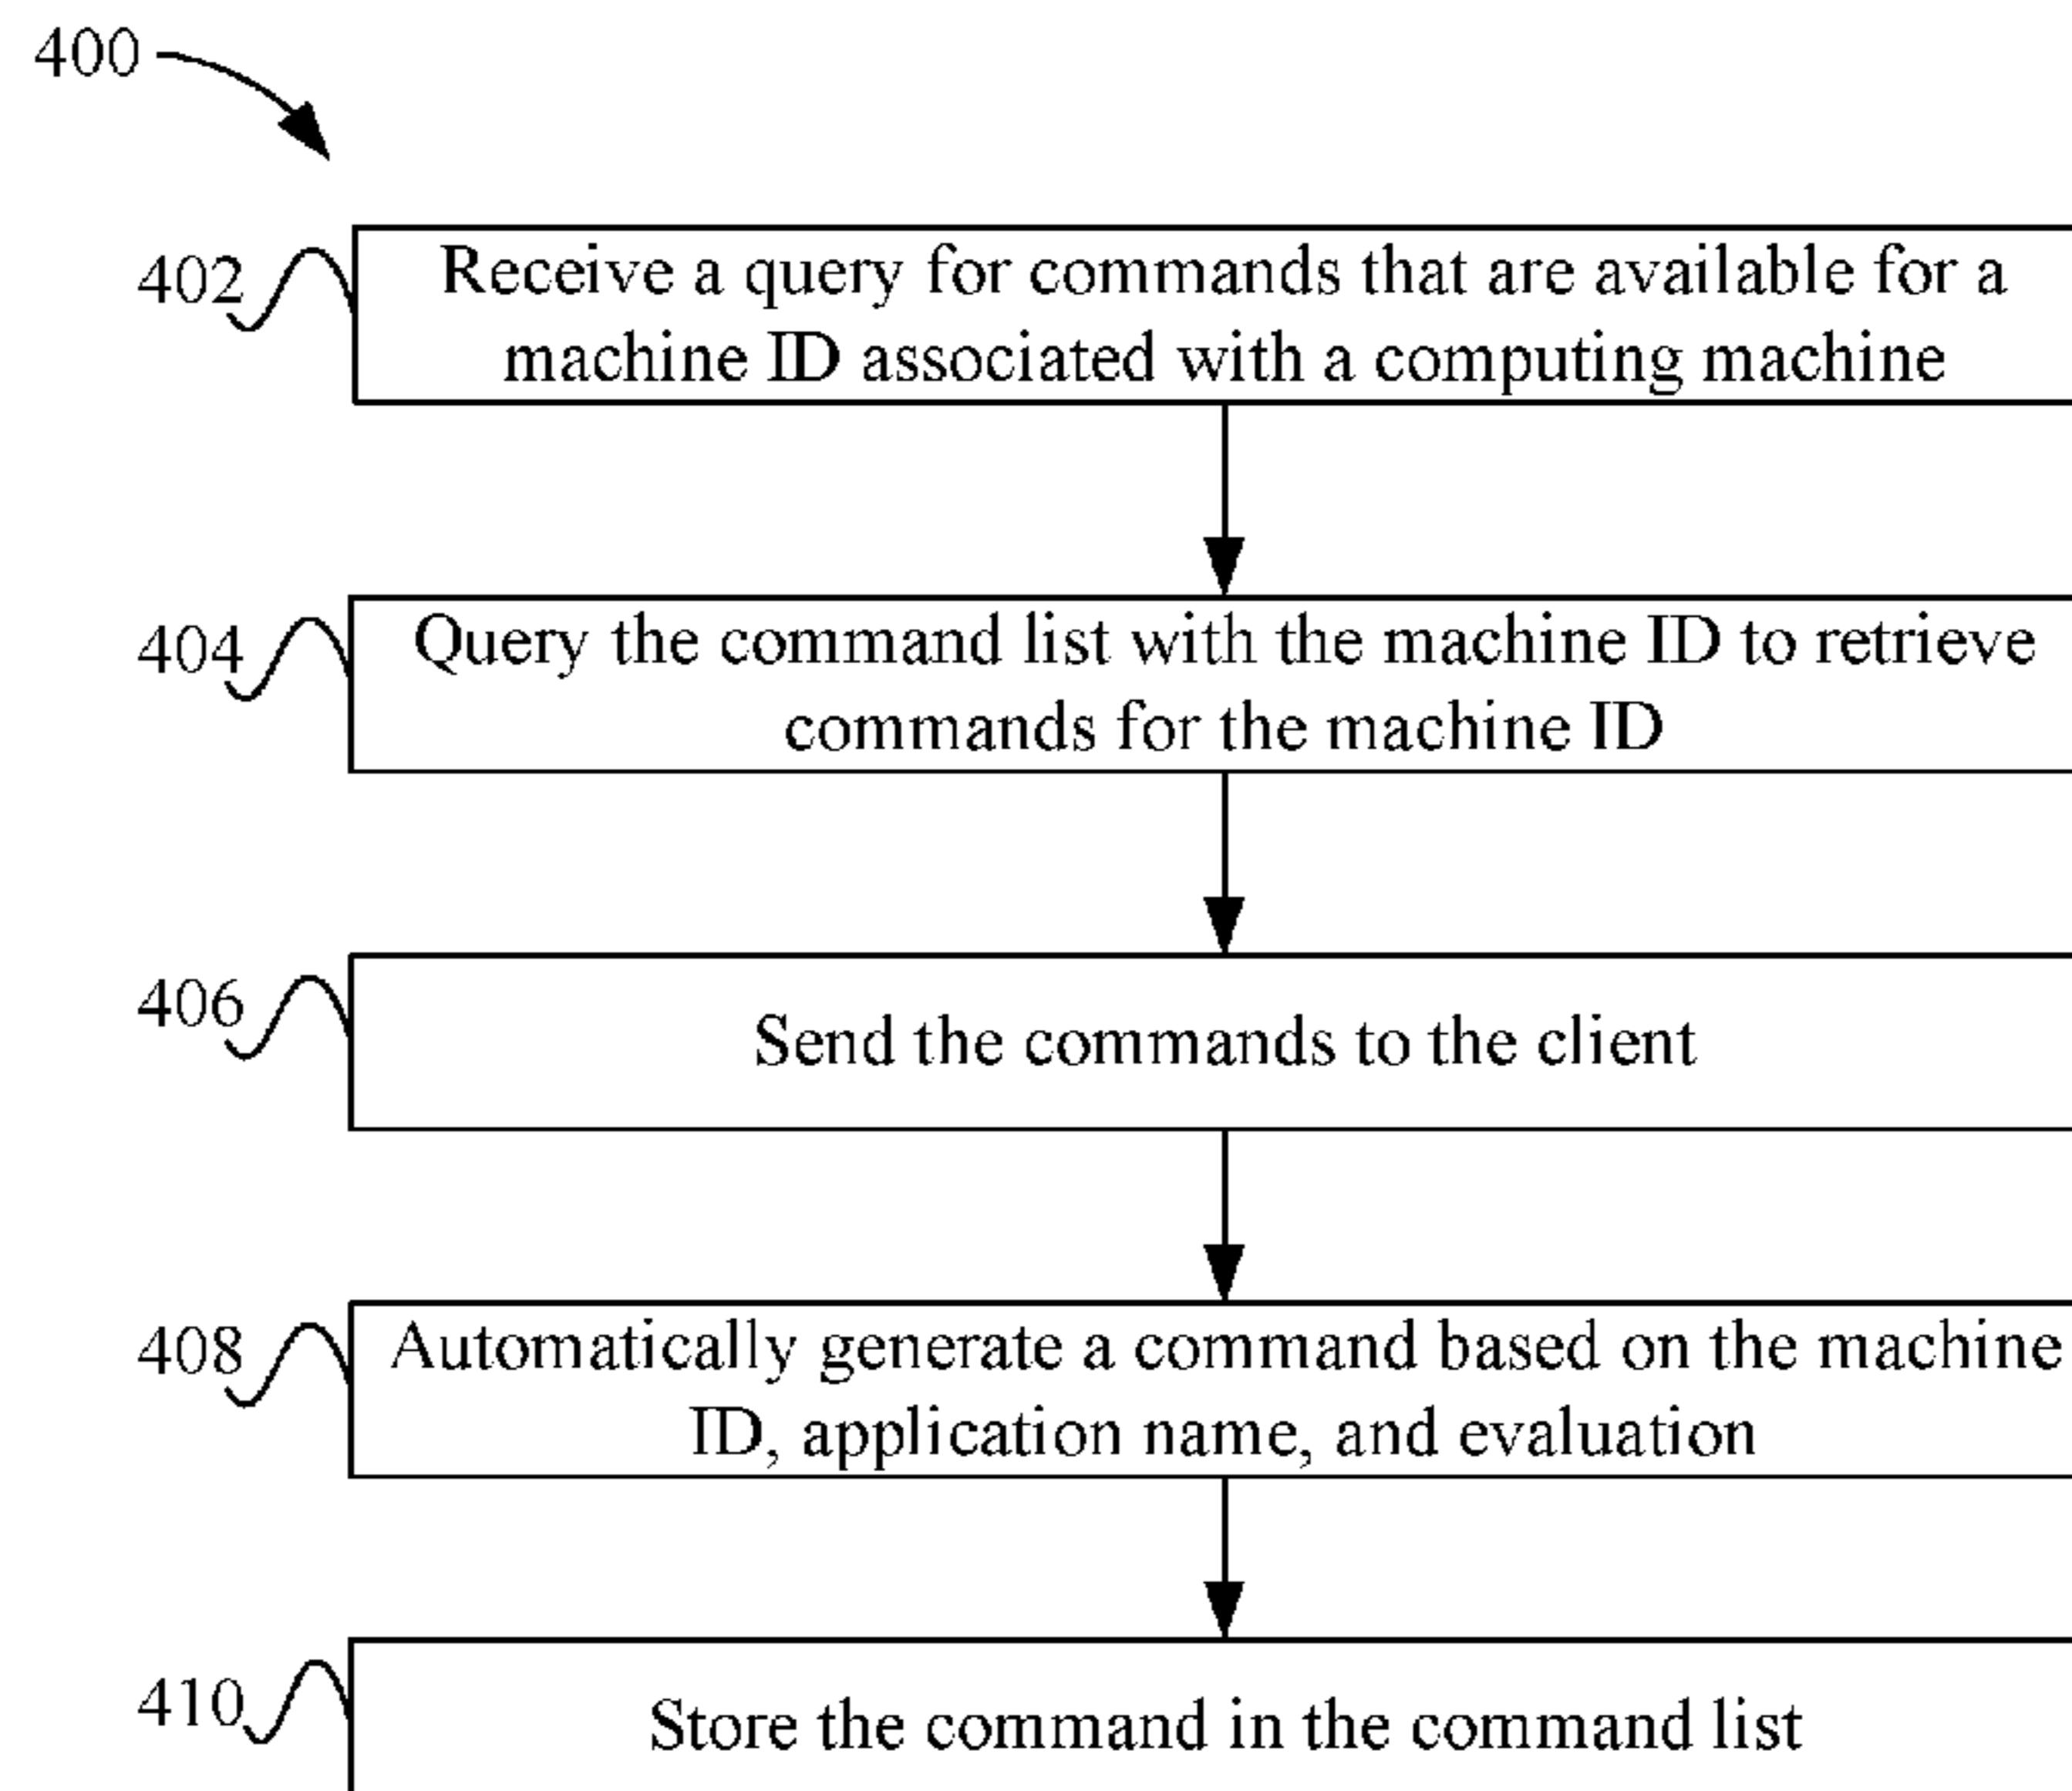 400
402
Receive a query for commands that are available for a
machine ID associated with a computing machine
404
Query the command list with the machine ID to retrieve
commands for the machine ID
406
Send the commands to the client
408
Automatically generate a command based on the machine
ID, application name, and evaluation
410
Store the command in the command list